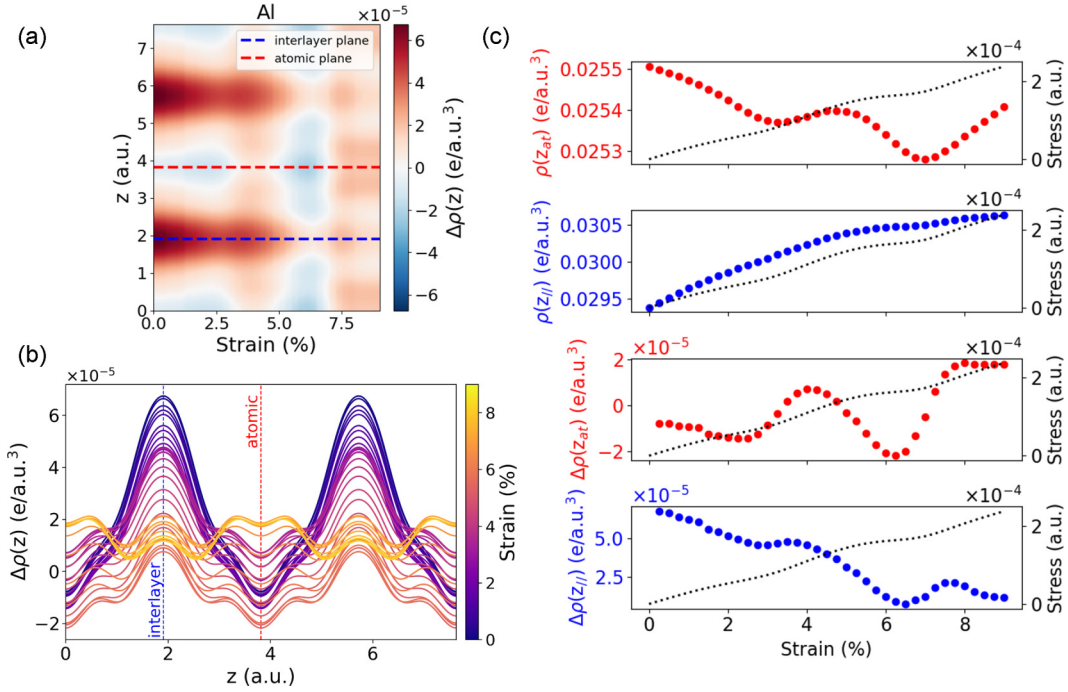 (a)
Al
×10⁻⁵
interlayer plane
atomic plane
7
6
5
4
3
2
1
0
z (a.u.)
0.0 2.5 5.0 7.5
Strain (%)
6
4
2
0
−2
−4
−6
Δρ(z) (e/a.u.³)
(b)
×10⁻⁵
6
4
2
0
−2
Δρ(z) (e/a.u.³)
interlayer
atomic
0 2 4 6
z (a.u.)
8
6
4
2
0
Strain (%)
(c)
×10⁻⁴
0.0255
0.0254
0.0253
ρ(z_at) (e/a.u.³)
2
1
0
Stress (a.u.)
×10⁻⁴
0.0305
0.0300
0.0295
ρ(z_//) (e/a.u.³)
2
0
Stress (a.u.)
×10⁻⁵
×10⁻⁴
2
0
−2
Δρ(z_at) (e/a.u.³)
2
0
Stress (a.u.)
×10⁻⁵
×10⁻⁴
5.0
2.5
Δρ(z_//) (e/a.u.³)
2
0
Stress (a.u.)
0 2 4 6 8
Strain (%)